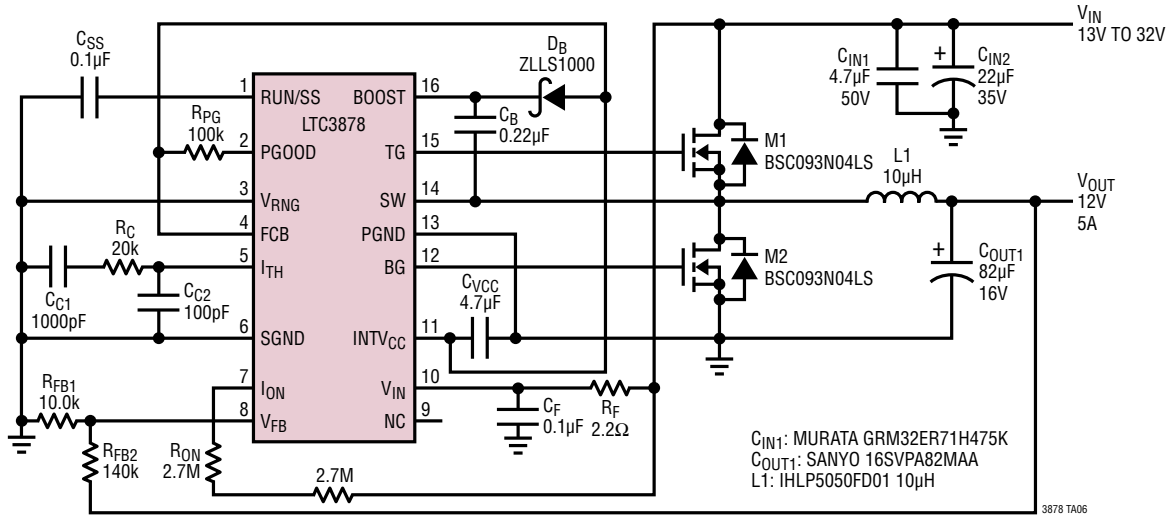 C_SS
0.1µF
D_B
ZLLS1000
V_IN
13V TO 32V
C_IN1
4.7µF
50V
+
C_IN2
22µF
35V
LTC3878
1
RUN/SS
2
PGOOD
3
V_RNG
4
FCB
5
I_TH
6
SGND
7
I_ON
8
V_FB
BOOST
16
TG
15
SW
14
PGND
13
BG
12
INTV_CC
11
V_IN
10
NC
9
R_PG
100k
C_B
0.22µF
M1
BSC093N04LS
L1
10µH
V_OUT
12V
5A
R_C
20k
C_C1
1000pF
C_C2
100pF
C_VCC
4.7µF
M2
BSC093N04LS
+
C_OUT1
82µF
16V
R_FB1
10.0k
R_FB2
140k
R_ON
2.7M
2.7M
C_F
0.1µF
R_F
2.2Ω
C_IN1: MURATA GRM32ER71H475K
C_OUT1: SANYO 16SVPA82MAA
L1: IHLP5050FD01 10µH
3878 TA06